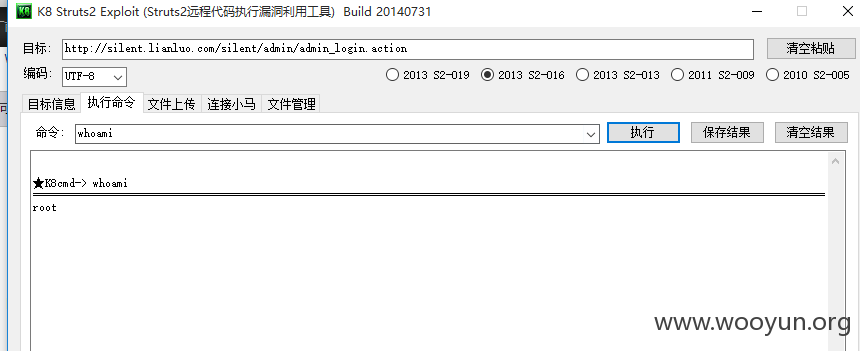 K8 Struts2 Exploit (Struts2远程代码执行漏洞利用工具) Build 20140731
目标: http://silent.lianluo.com/silent/admin/admin_login.action 清空粘贴
编码: UTF-8 2013 S2-019 2013 S2-016 2013 S2-013 2011 S2-009 2010 S2-005
目标信息 执行命令 文件上传 连接小马 文件管理
命令: whoami 执行 保存结果 清空结果
★K8cmd-> whoami
root
www.wooyun.org